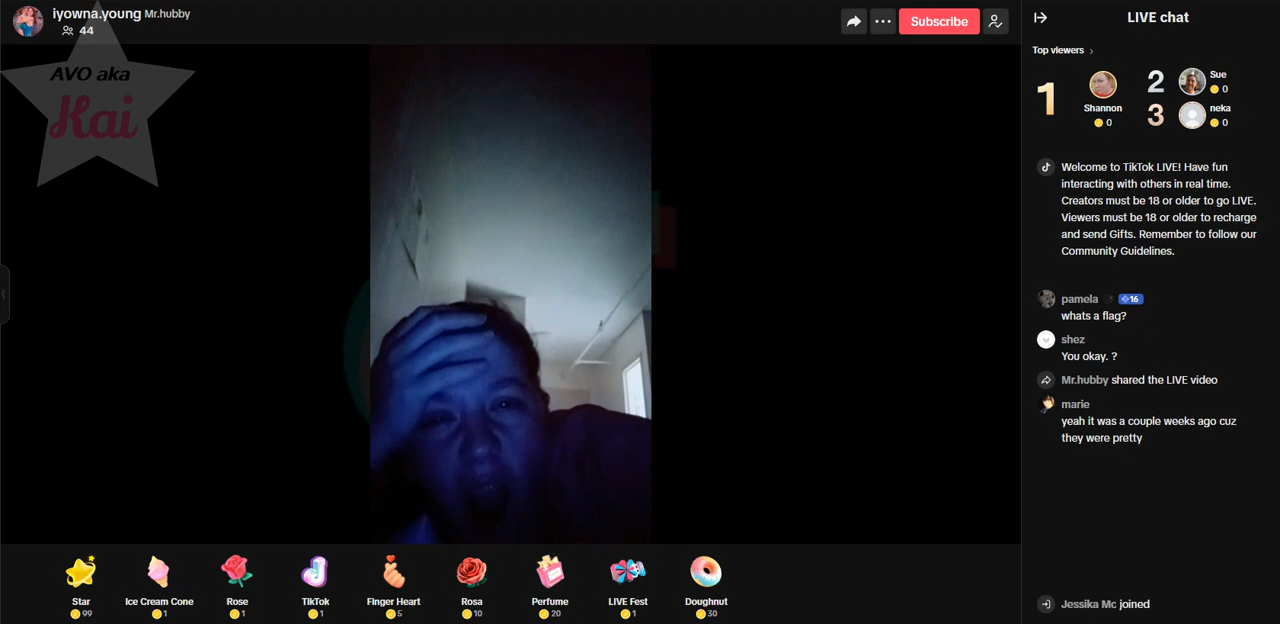 iyowna.young Mr.hubby
44
AVO aka
Kai
Subscribe
LIVE chat
Top viewers
1
Shannon
0
2
Sue
0
3
neka
0
Welcome to TikTok LIVE! Have fun
interacting with others in real time.
Creators must be 18 or older to go LIVE.
Viewers must be 18 or older to recharge
and send Gifts. Remember to follow our
Community Guidelines.
pamela 16
whats a flag?
shez
You okay. ?
Mr.hubby shared the LIVE video
marie
yeah it was a couple weeks ago cuz
they were pretty
Jessika Mc joined
Star
99
Ice Cream Cone
1
Rose
1
TikTok
1
Finger Heart
5
Rosa
10
Perfume
20
LIVE Fest
1
Doughnut
30